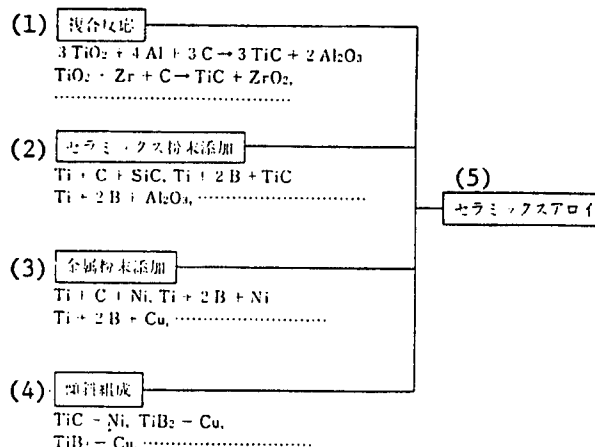 (1) 複合反応
3 TiO₂ + 4 Al + 3 C → 3 TiC + 2 Al₂O₃
TiO₂ + Zr + C → TiC + ZrO₂,
(2) セラミックス粉末添加
Ti + C + SiC, Ti + 2 B + TiC
Ti + 2 B + Al₂O₃,
(5)
セラミックスアロイ
(3) 金属粉末添加
Ti + C + Ni, Ti + 2 B + Ni
Ti + 2 B + Cu,
(4) 傾斜組成
TiC - Ni, TiB₂ - Cu,
TiB₂ - Cu